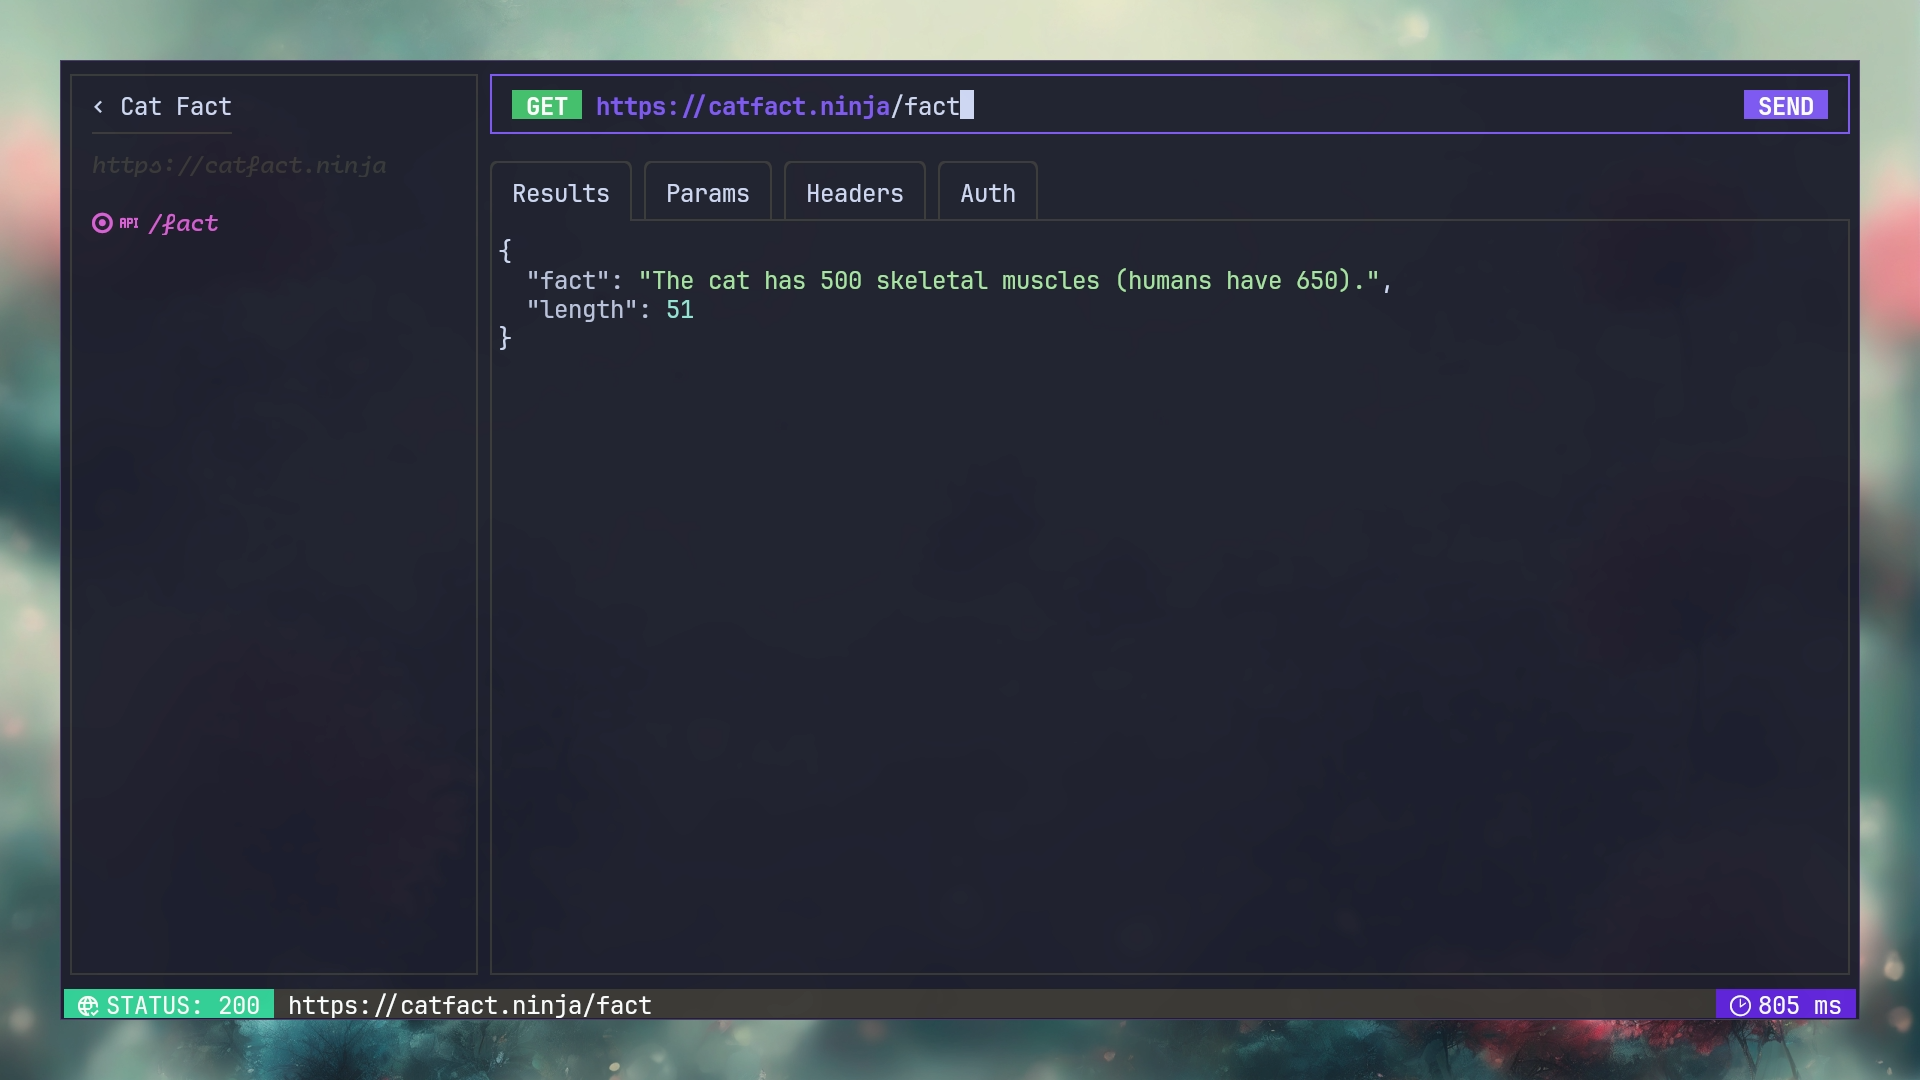 ‹ Cat Fact
https://catfact.ninja
API /fact
GET https://catfact.ninja/fact SEND
Results Params Headers Auth
{
"fact": "The cat has 500 skeletal muscles (humans have 650).",
"length": 51
}
STATUS: 200 https://catfact.ninja/fact 805 ms